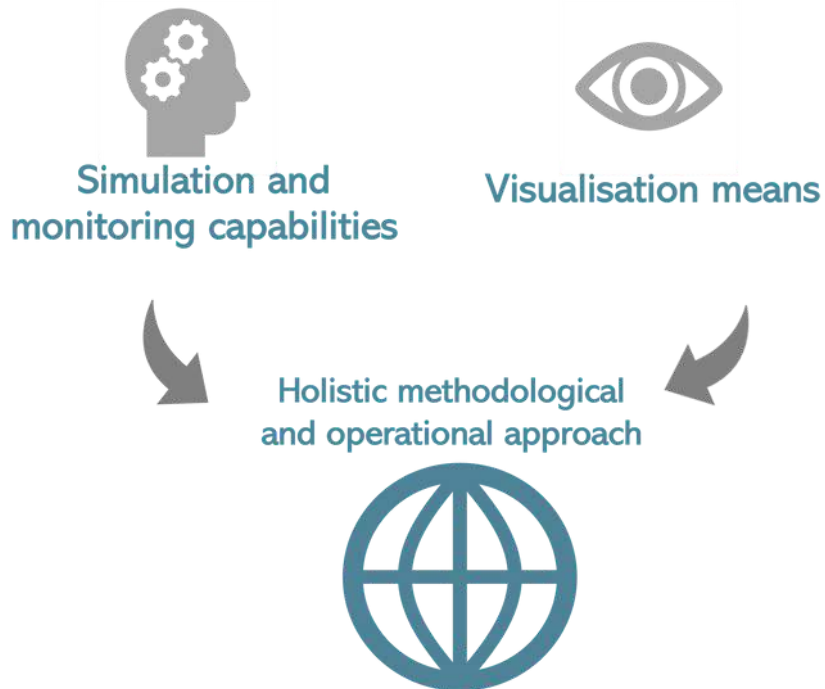 Simulation and
monitoring capabilities
Visualisation means
Holistic methodological
and operational approach